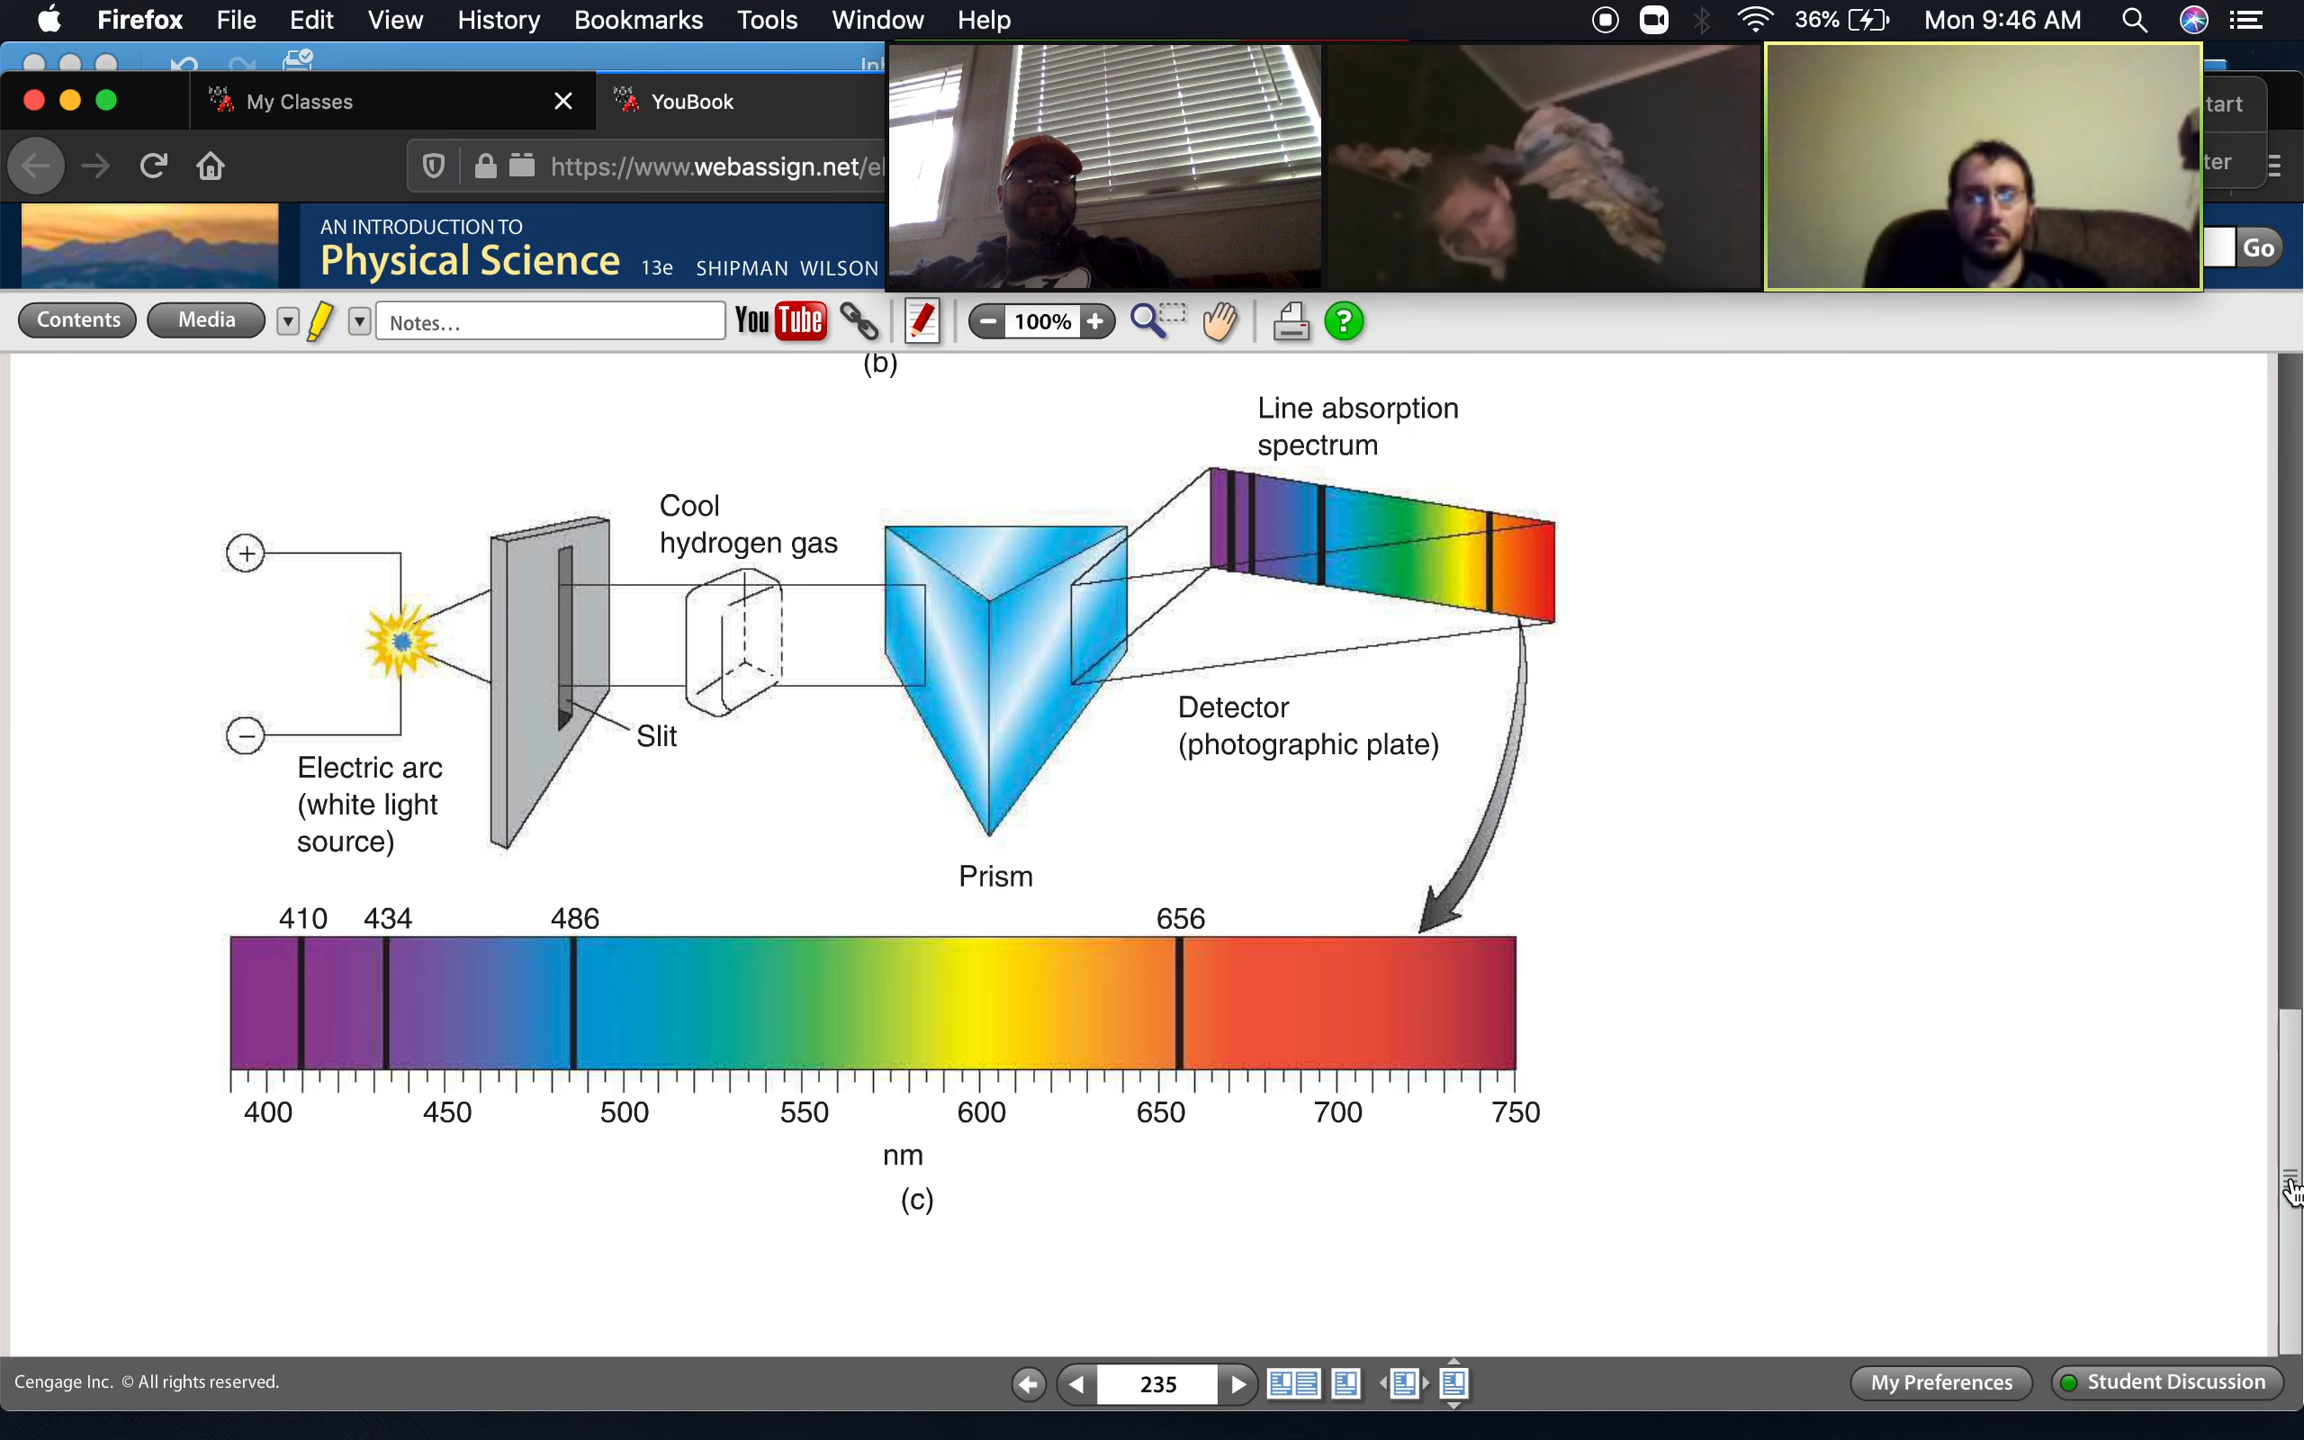 Firefox File Edit View History Bookmarks Tools Window Help 36% Mon 9:46 AM
My Classes YouBook tart
https://www.webassign.net/e ter
AN INTRODUCTION TO
Physical Science 13e SHIPMAN WILSON Go
Contents Media Notes... YouTube 100% ?
(b)
Line absorption
spectrum
Cool
hydrogen gas
+
−
Slit
Electric arc
(white light
source)
Detector
(photographic plate)
Prism
410 434 486 656
400 450 500 550 600 650 700 750
nm
(c)
Cengage Inc. © All rights reserved. 235 My Preferences Student Discussion